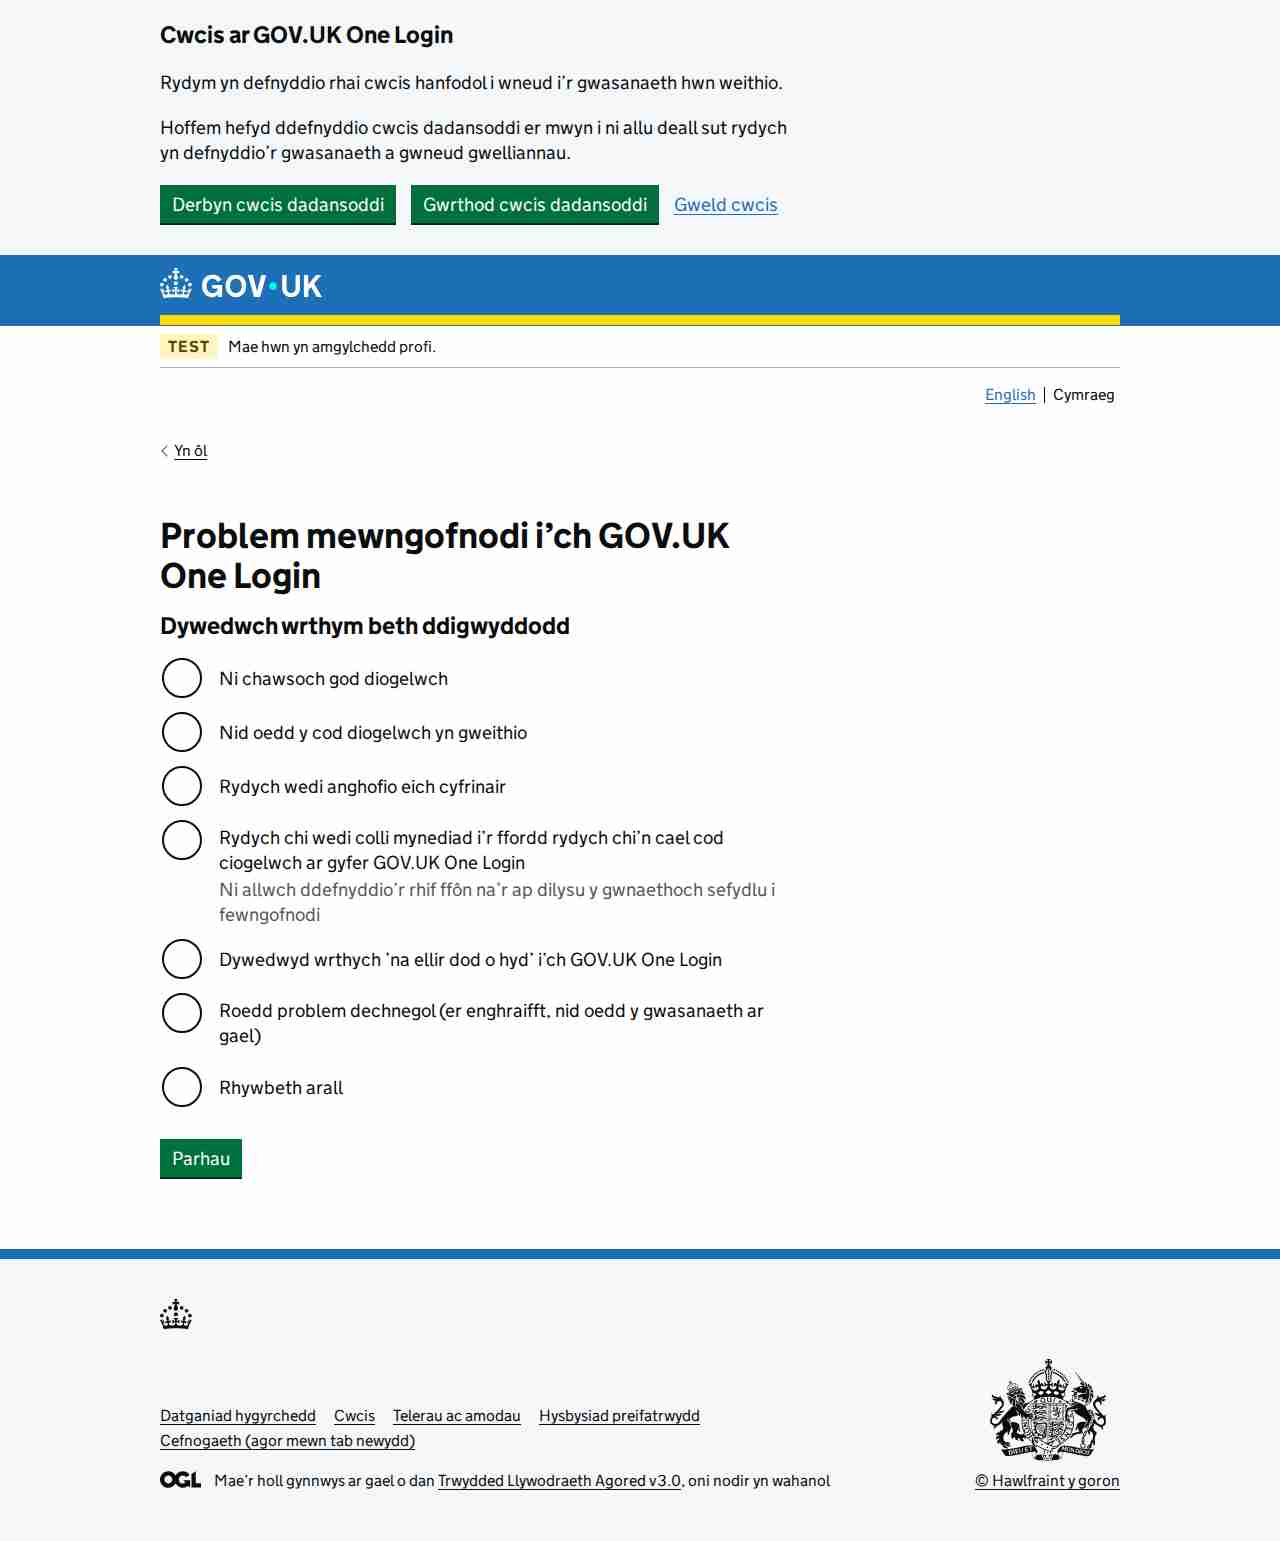 Cwcis ar GOV.UK One Login
Rydym yn defnyddio rhai cwcis hanfodol i wneud i’r gwasanaeth hwn weithio.
Hoffem hefyd ddefnyddio cwcis dadansoddi er mwyn i ni allu deall sut rydych
yn defnyddio’r gwasanaeth a gwneud gwelliannau.
Derbyn cwcis dadansoddi Gwrthod cwcis dadansoddi Gweld cwcis
GOV·UK
TEST Mae hwn yn amgylchedd profi.
English Cymraeg
Yn ôl
Problem mewngofnodi i’ch GOV.UK
One Login
Dywedwch wrthym beth ddigwyddodd
Ni chawsoch god diogelwch
Nid oedd y cod diogelwch yn gweithio
Rydych wedi anghofio eich cyfrinair
Rydych chi wedi colli mynediad i’r ffordd rydych chi’n cael cod
ciogelwch ar gyfer GOV.UK One Login
Ni allwch ddefnyddio’r rhif ffôn na’r ap dilysu y gwnaethoch sefydlu i
fewngofnodi
Dywedwyd wrthych ‘na ellir dod o hyd’ i’ch GOV.UK One Login
Roedd problem dechnegol (er enghraifft, nid oedd y gwasanaeth ar
gael)
Rhywbeth arall
Parhau
Datganiad hygyrchedd Cwcis Telerau ac amodau Hysbysiad preifatrwydd
Cefnogaeth (agor mewn tab newydd)
OGL Mae’r holl gynnwys ar gael o dan Trwydded Llywodraeth Agored v3.0, oni nodir yn wahanol
© Hawlfraint y goron